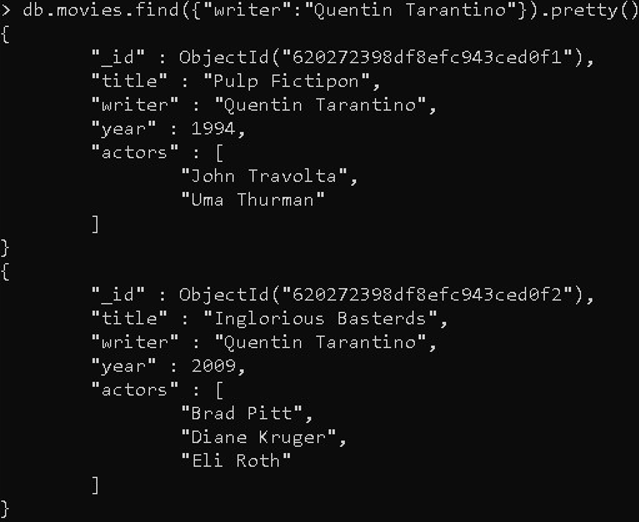 > db.movies.find({"writer":"Quentin Tarantino"}).pretty()
{
        "_id" : ObjectId("620272398df8efc943ced0f1"),
        "title" : "Pulp Fictipon",
        "writer" : "Quentin Tarantino",
        "year" : 1994,
        "actors" : [
                "John Travolta",
                "Uma Thurman"
        ]
}
{
        "_id" : ObjectId("620272398df8efc943ced0f2"),
        "title" : "Inglorious Basterds",
        "writer" : "Quentin Tarantino",
        "year" : 2009,
        "actors" : [
                "Brad Pitt",
                "Diane Kruger",
                "Eli Roth"
        ]
}